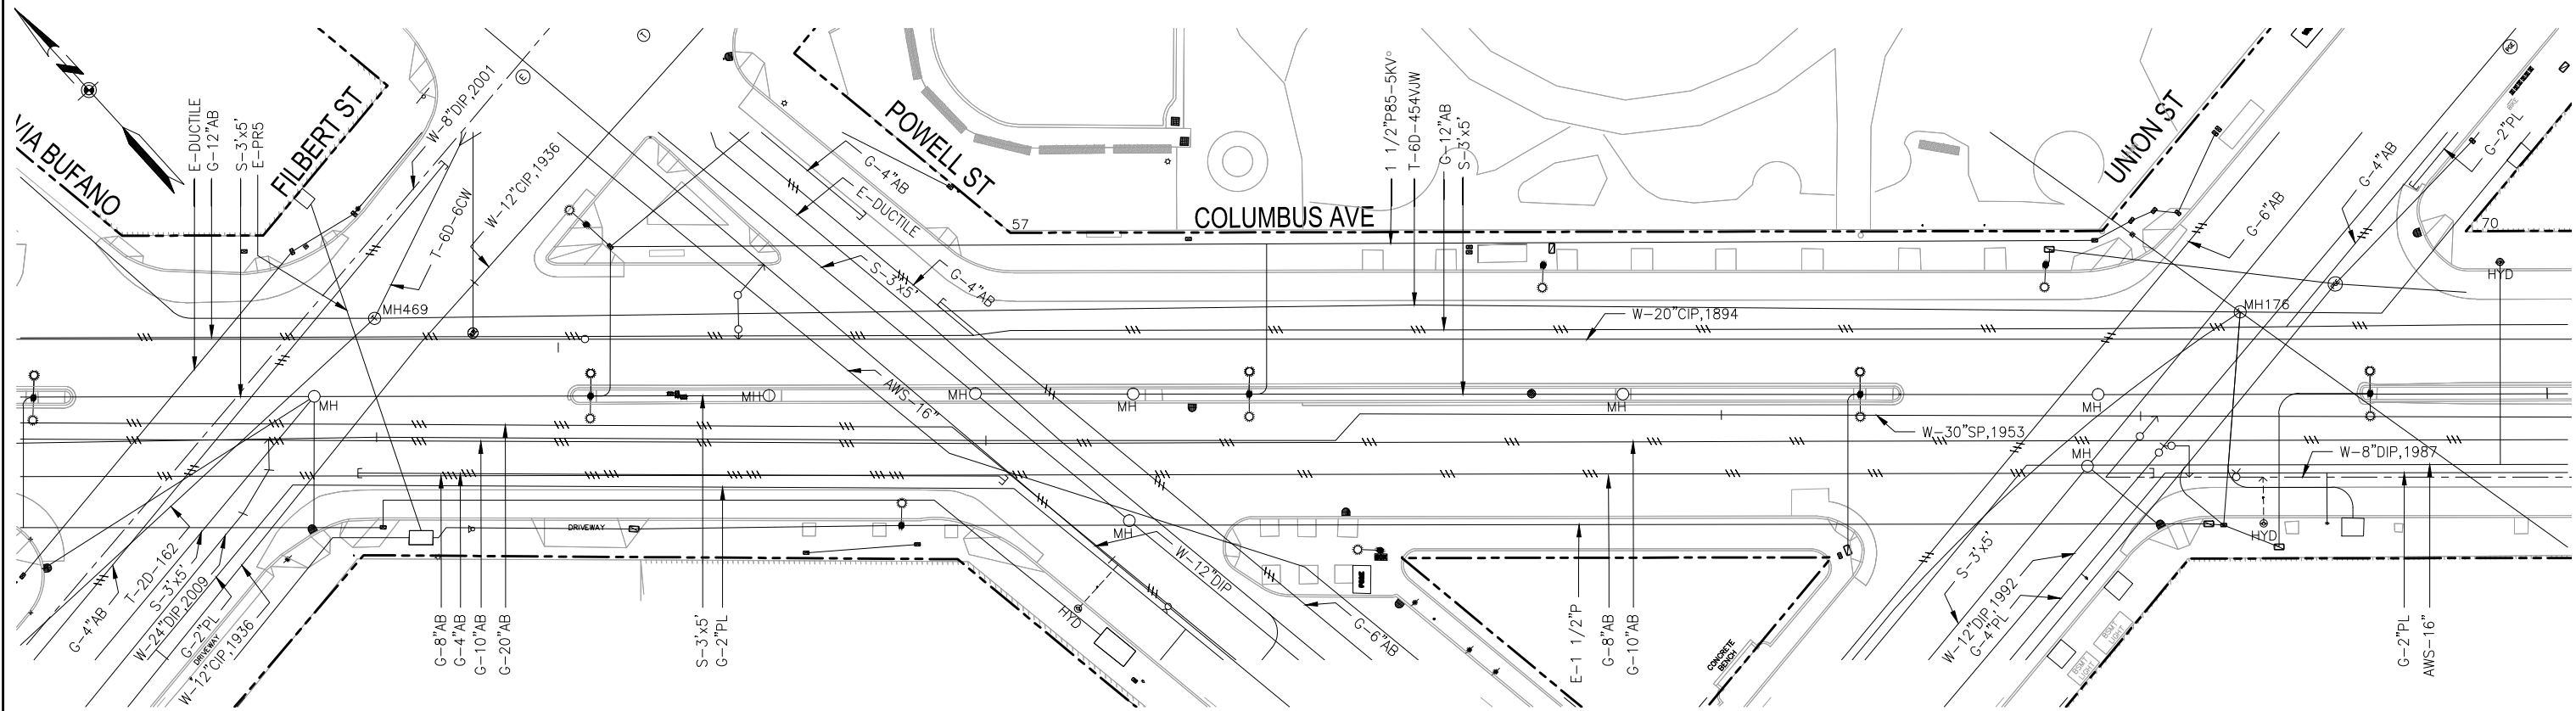 VIA BUFANO
FILBERT ST
POWELL ST
COLUMBUS AVE
UNION ST
E-DUCTILE
G-12"AB
S-3'x5'
E-PR5
W-8"DIP,2001
T-6D-6CW
W-12"CIP,1936
MH469
E
T
G-4"AB
E-DUCTILE
G-4"AB
S-3'x5'
57
1 1/2"P85-5KV°
T-6D-454VJW
G-12"AB
S-3'x5'
W-20"CIP,1894
G-6"AB
G-4"AB
G-2"PL
70
HYD
MH176
MH
MH
AWS-16"
MH
MH
MH
MH
W-30"SP,1953
MH
W-8"DIP,1987
HYD
DRIVEWAY
MH
W-12"DIP
HYD
G-6"AB
G-4"AB
T-2D-162
S-3'x5'
W-24"DIP,2009
G-2"PL
DRIVEWAY
W-12"CIP,1936
G-8"AB
G-4"AB
G-10"AB
G-20"AB
S-3'x5'
G-2"PL
E-1 1/2"P
G-8"AB
G-10"AB
CONCRETE
BENCH
S-3'x5'
W-12"DIP,1992
G-4"PL
BSMT
LIGHT
BSMT
LIGHT
G-2"PL
AWS-16"